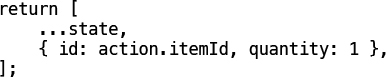 return [
    ...state,
    { id: action.itemId, quantity: 1 },
];